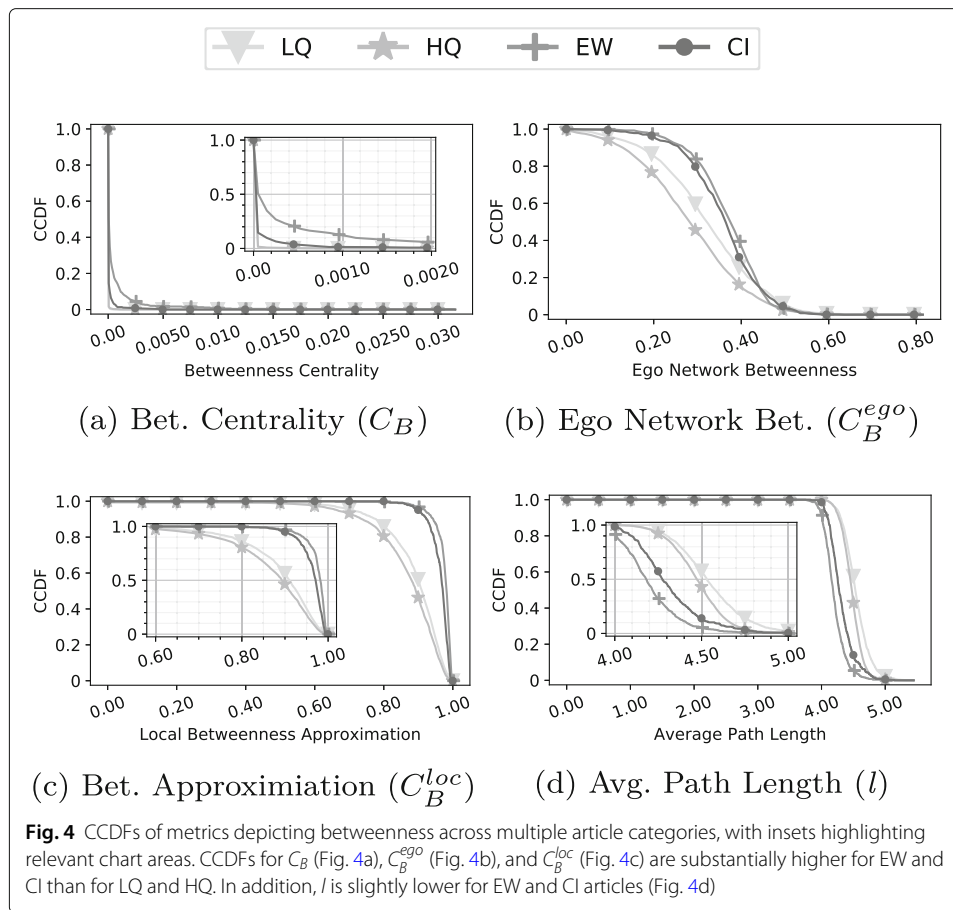 LQ HQ EW CI
1.0
0.8
0.6
0.4
0.2
0
CCDF
0.00 0.0050 0.010 0.0150 0.020 0.0250 0.030
Betweenness Centrality
1.0
0.5
0
0.00 0.0010 0.0020
(a) Bet. Centrality (C_B)
1.0
0.8
0.6
0.4
0.2
0
CCDF
0.00 0.20 0.40 0.60 0.80
Ego Network Betweenness
(b) Ego Network Bet. (C_B^{ego})
1.0
0.8
0.6
0.4
0.2
0
CCDF
0.00 0.20 0.40 0.60 0.80 1.00
Local Betweenness Approximation
1.0
0.5
0
0.60 0.80 1.00
(c) Bet. Approximiation (C_B^{loc})
1.0
0.8
0.6
0.4
0.2
0
CCDF
0.00 1.00 2.00 3.00 4.00 5.00
Average Path Length
1.0
0.5
0
4.00 4.50 5.00
(d) Avg. Path Length (l)
Fig. 4 CCDFs of metrics depicting betweenness across multiple article categories, with insets highlighting
relevant chart areas. CCDFs for C_B (Fig. 4a), C_B^{ego} (Fig. 4b), and C_B^{loc} (Fig. 4c) are substantially higher for EW and
CI than for LQ and HQ. In addition, l is slightly lower for EW and CI articles (Fig. 4d)